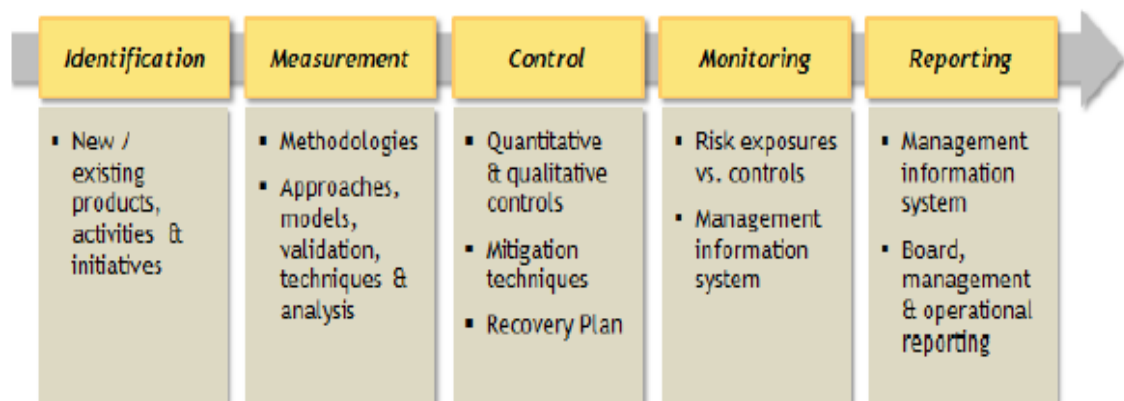 Identification
Measurement
Control
Monitoring
Reporting
▪ New /
existing
products,
activities &
initiatives
▪ Methodologies
▪ Approaches,
models,
validation,
techniques &
analysis
▪ Quantitative
& qualitative
controls
▪ Mitigation
techniques
▪ Recovery Plan
▪ Risk exposures
vs. controls
▪ Management
information
system
▪ Management
information
system
▪ Board,
management
& operational
reporting